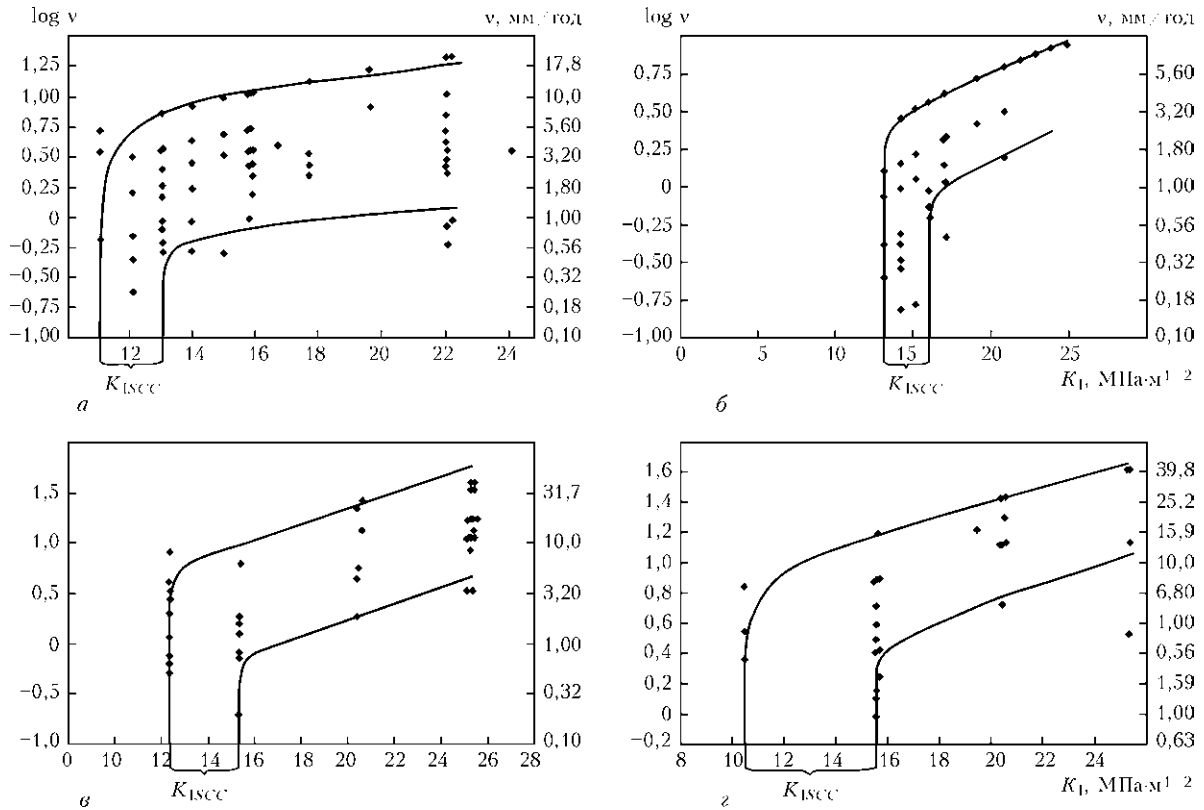 log ν ν, мм/год log ν ν, мм/год
1,25 17,8
1,00 10,0
0,75 5,60
0,50 3,20
0,25 1,80
0 1,00
−0,25 0,56
−0,50 0,32
−0,75 0,18
−1,00 0,10
12 14 16 18 20 22 24
K_ISCC
а
0,75 5,60
0,50 3,20
0,25 1,80
0 1,00
−0,25 0,56
−0,50 0,32
−0,75 0,18
−1,00 0,10
0 5 10 15 20 25
K_ISCC K_I, МПа·м^1/2
б
1,5 31,7
1,0 10,0
0,5 3,20
0 1,00
−0,5 0,32
−1,0 0,10
0 10 12 14 16 18 20 22 24 26 28
K_ISCC
в
1,6 39,8
1,4 25,2
1,2 15,9
1,0 10,0
0,8 6,80
0,6 1,00
0,4 0,56
0,2 1,59
0 1,00
−0,2 0,63
8 10 12 14 16 18 20 22 24
K_ISCC K_I, МПа·м^1/2
г